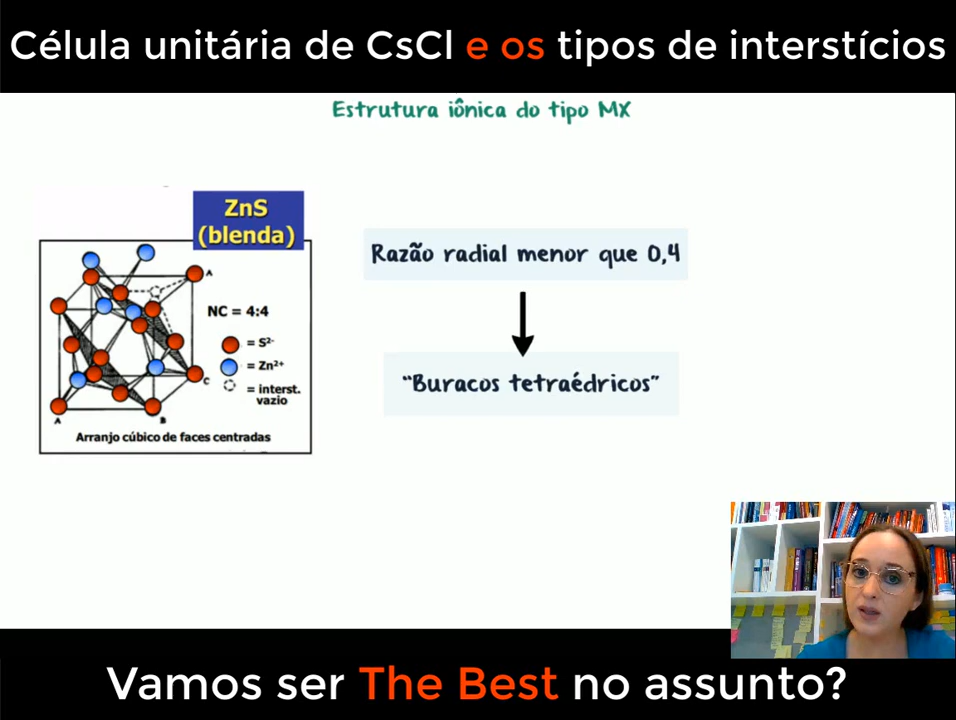 Célula unitária de CsCl e os tipos de interstícios
Estrutura iônica do tipo MX
ZnS
(blenda)
Razão radial menor que 0,4
A
NC = 4:4
= S²⁻
= Zn²⁺
= interst.
vazio
C
A
B
Arranjo cúbico de faces centradas
"Buracos tetraédricos"
Vamos ser The Best no assunto?